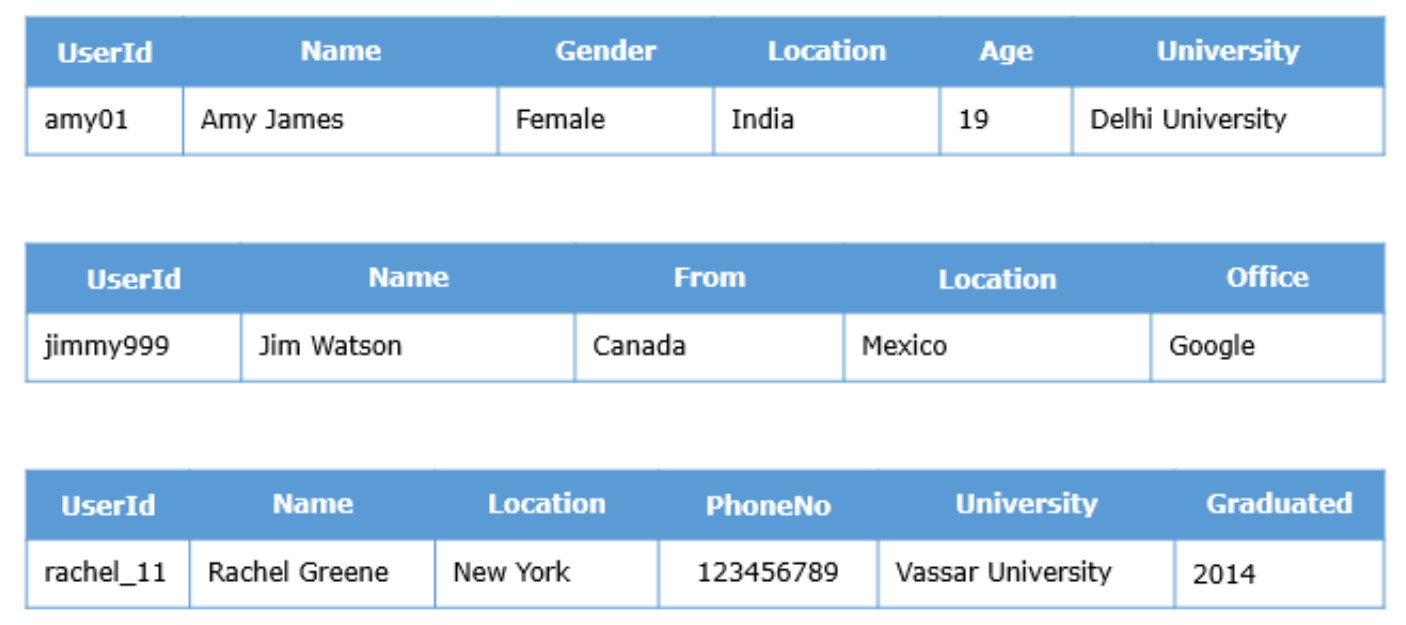 UserId Name Gender Location Age University
amy01 Amy James Female India 19 Delhi University
UserId Name From Location Office
jimmy999 Jim Watson Canada Mexico Google
UserId Name Location PhoneNo University Graduated
rachel_11 Rachel Greene New York 123456789 Vassar University 2014